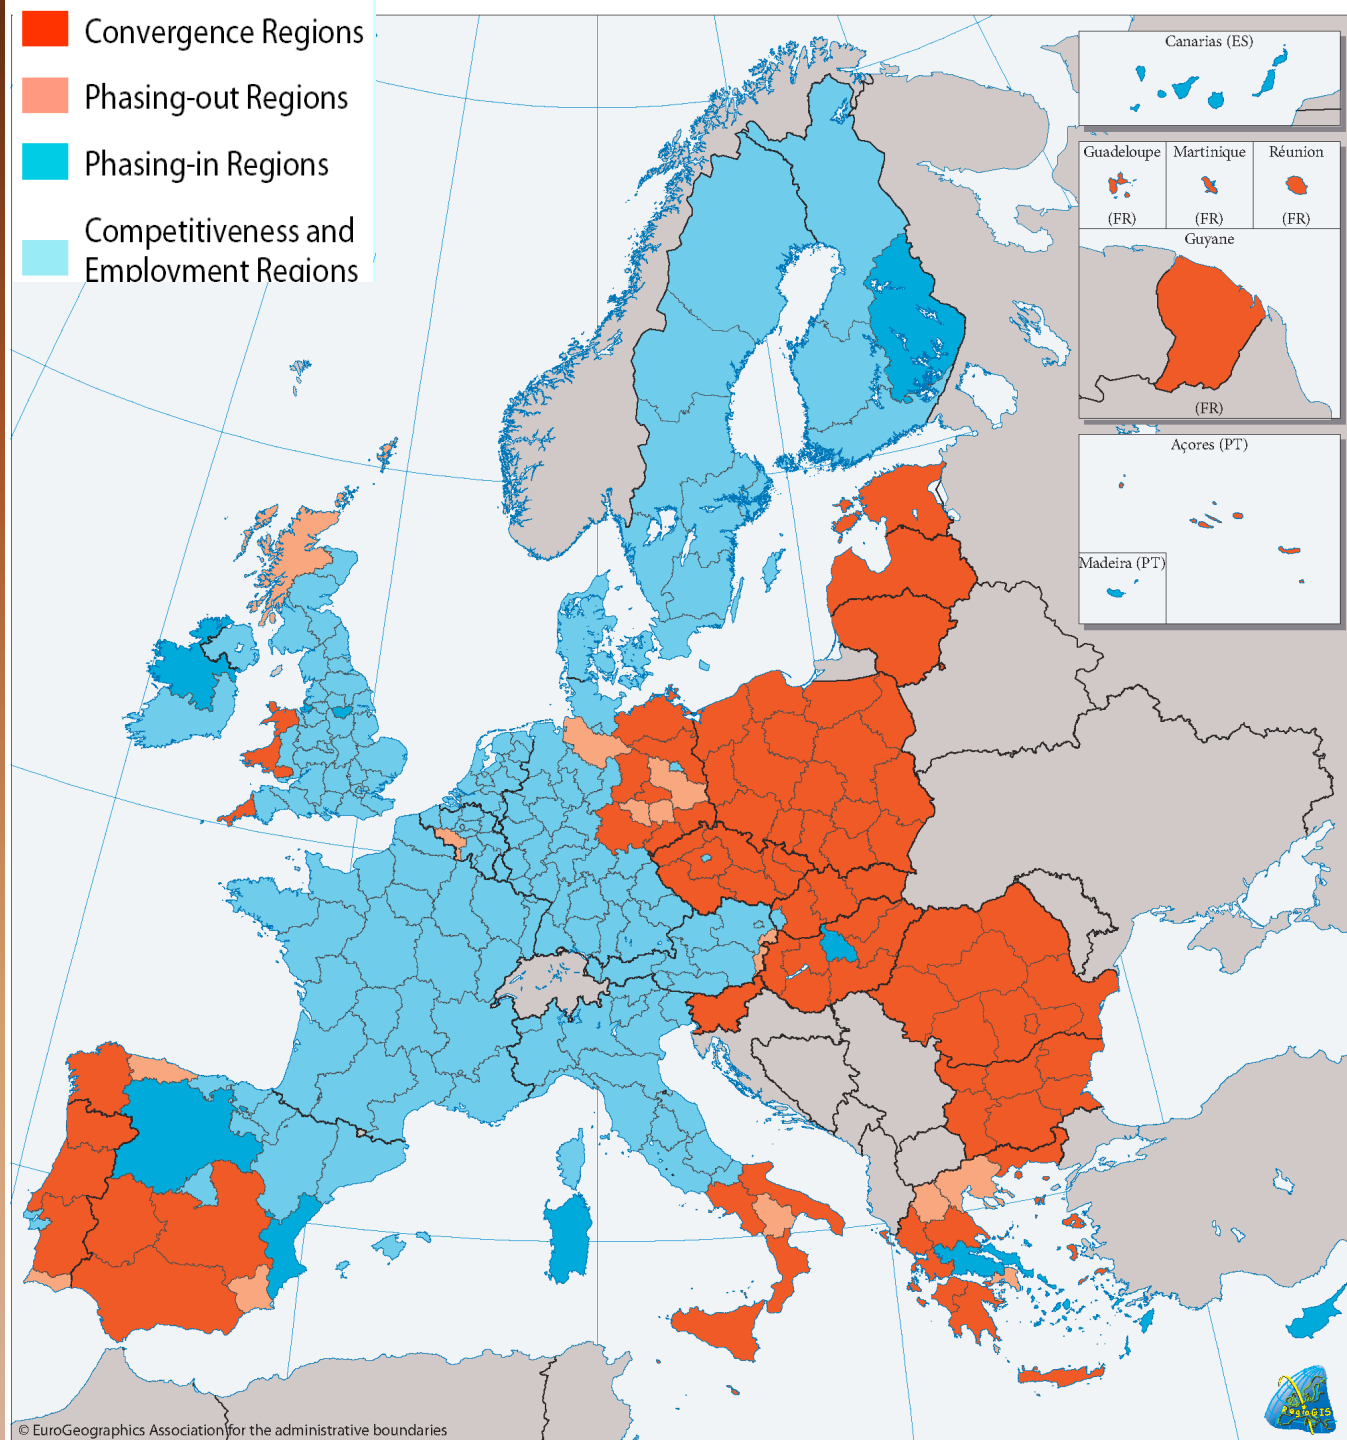 Convergence Regions
Phasing-out Regions
Phasing-in Regions
Competitiveness and
Employment Regions
Canarias (ES)
Guadeloupe
Martinique
Réunion
(FR)
(FR)
(FR)
Guyane
(FR)
Açores (PT)
Madeira (PT)
RegioGIS
© EuroGeographics Association for the administrative boundaries